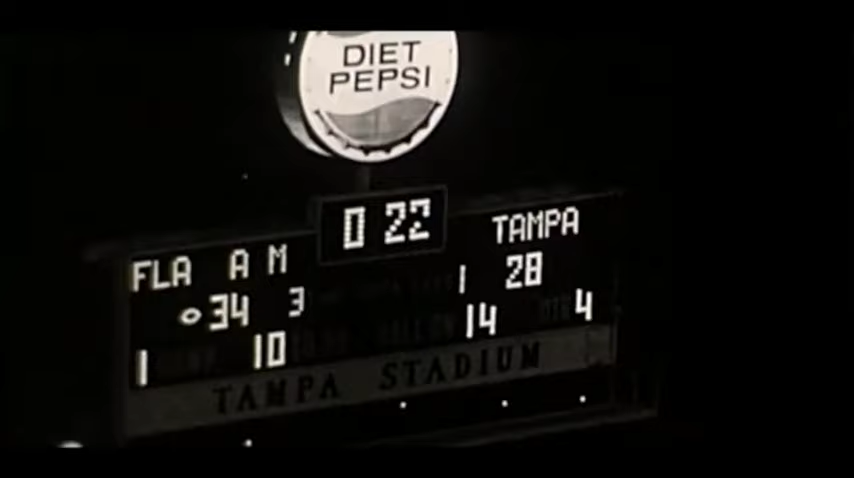 DIET
PEPSI
0 22
FLA A M TAMPA
34 3 1 28
1 10 14 4
TAMPA STADIUM